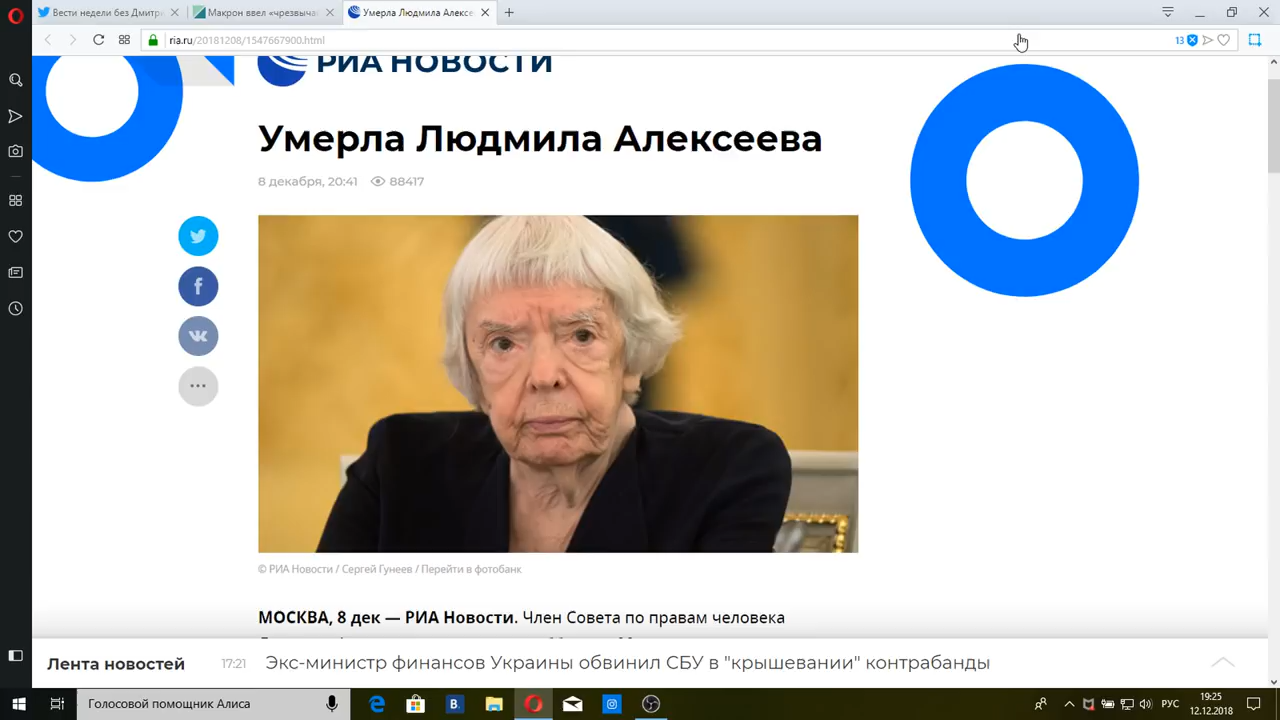 Вести недели без Дмитри
Макрон ввел «чрезвыча
Умерла Людмила Алексе
ria.ru/20181208/1547667900.html
13
РИА НОВОСТИ
Умерла Людмила Алексеева
8 декабря, 20:41
88417
© РИА Новости / Сергей Гунеев / Перейти в фотобанк
МОСКВА, 8 дек — РИА Новости. Член Совета по правам человека
Лента новостей
17:21
Экс-министр финансов Украины обвинил СБУ в "крышевании" контрабанды
Голосовой помощник Алиса
РУС
19:25
12.12.2018